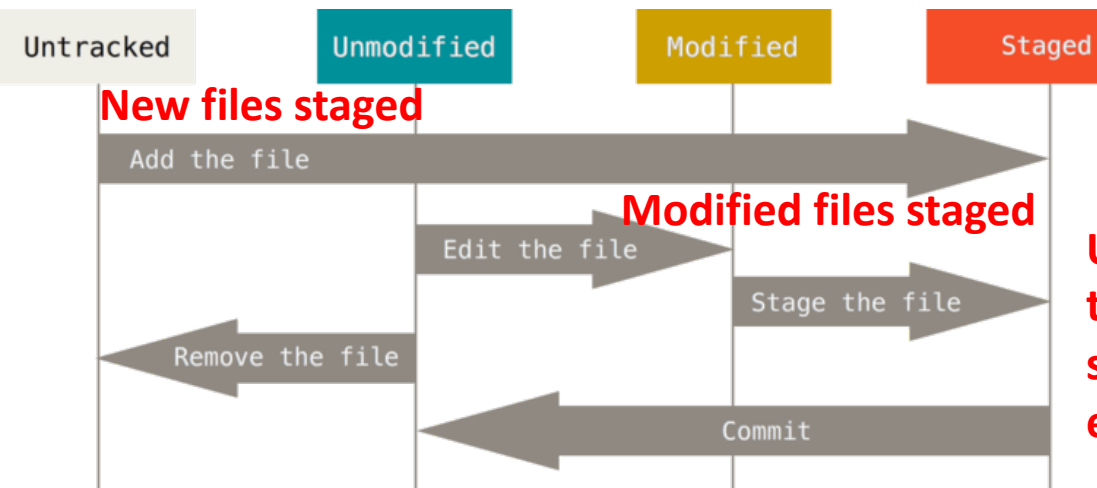 Untracked
Unmodified
Modified
Staged
New files staged
Add the file
Modified files staged
Edit the file
Stage the file
Remove the file
Commit